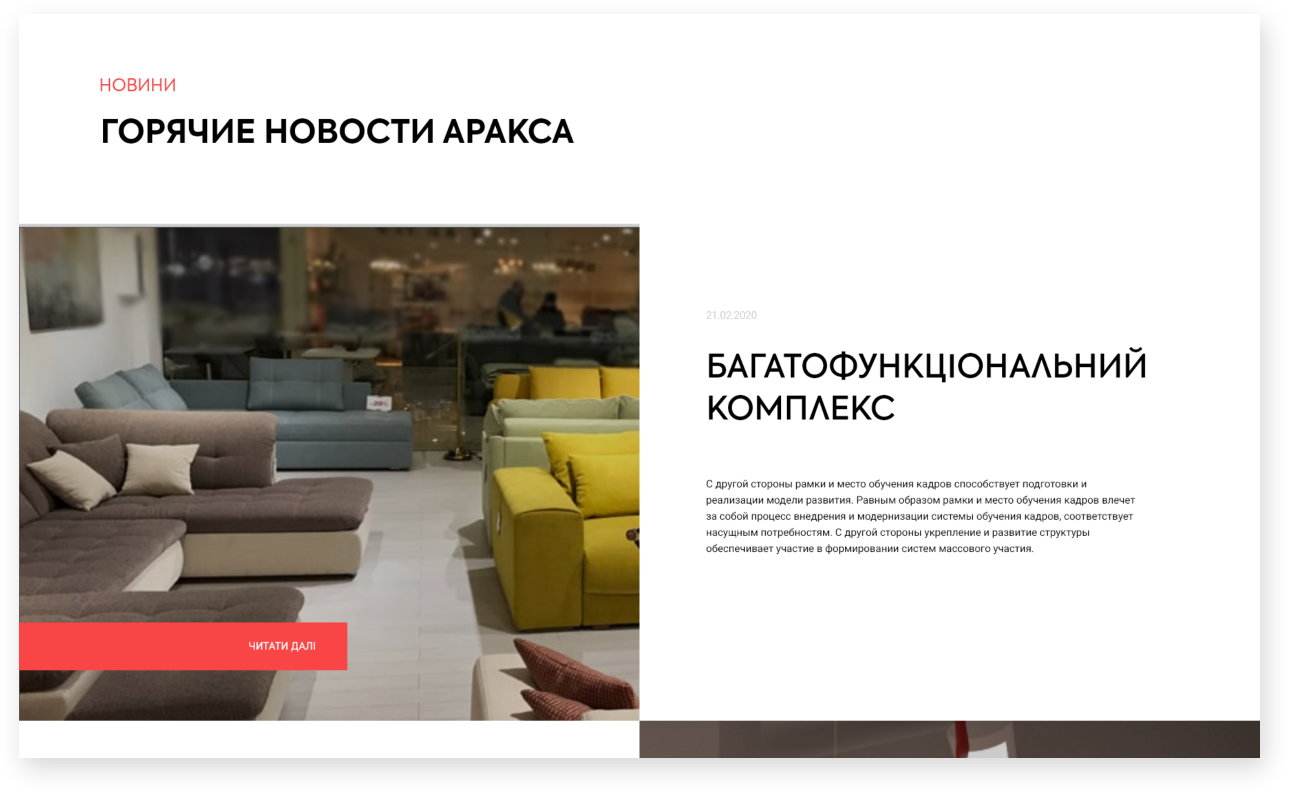 НОВИНИ
ГОРЯЧИЕ НОВОСТИ АРАКСА
21.02.2020
БАГАТОФУНКЦІОНАЛЬНИЙ
КОМПЛЕКС
С другой стороны рамки и место обучения кадров способствует подготовки и
реализации модели развития. Равным образом рамки и место обучения кадров влечет
за собой процесс внедрения и модернизации системы обучения кадров, соответствует
насущным потребностям. С другой стороны укрепление и развитие структуры
обеспечивает участие в формировании систем массового участия.
ЧИТАТИ ДАЛІ